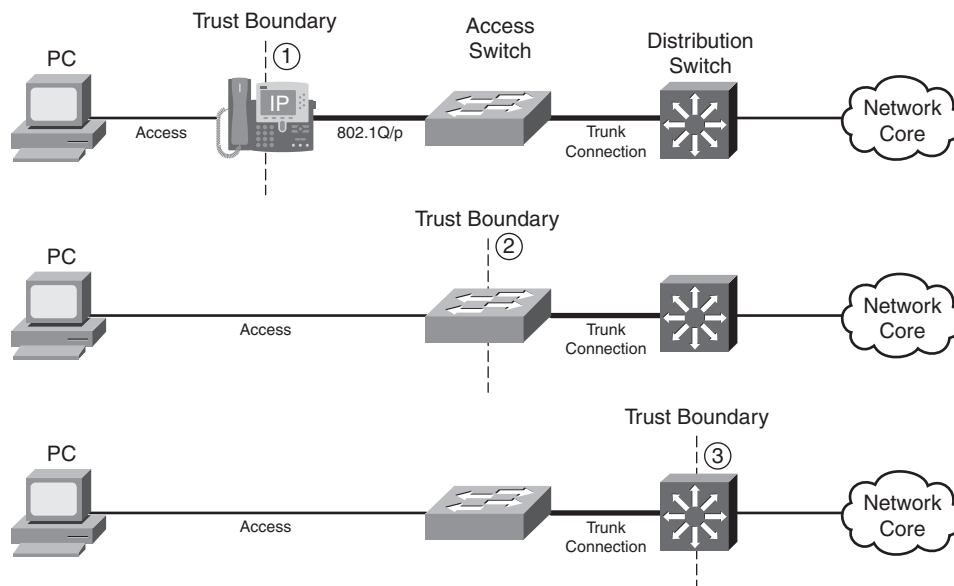 Trust Boundary
1
Access
Switch
Distribution
Switch
PC
IP
Network
Core
Access
802.1Q/p
Trunk
Connection
Trust Boundary
2
PC
Network
Core
Access
Trunk
Connection
Trust Boundary
3
PC
Network
Core
Access
Trunk
Connection